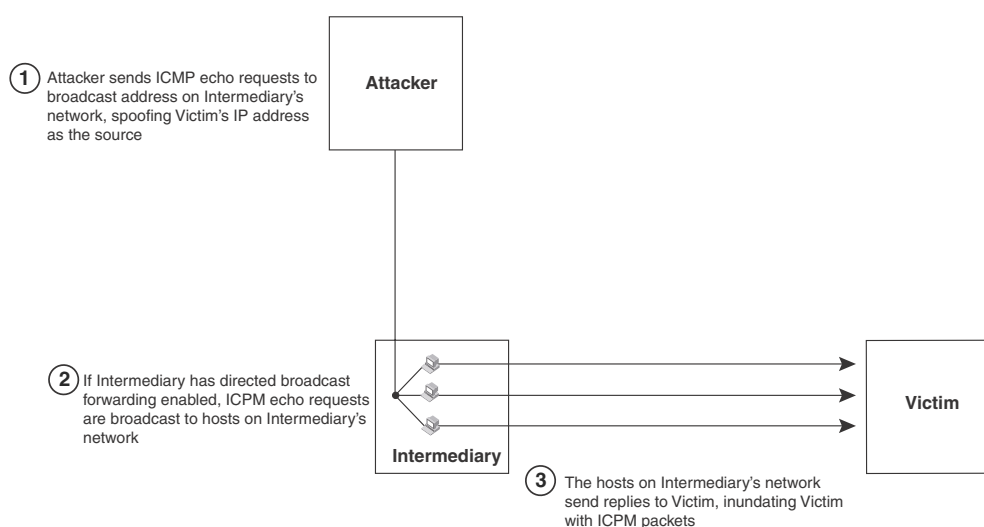 Attacker
1
Attacker sends ICMP echo requests to
broadcast address on Intermediary's
network, spoofing Victim's IP address
as the source
2
If Intermediary has directed broadcast
forwarding enabled, ICPM echo requests
are broadcast to hosts on Intermediary's
network
Intermediary
Victim
3
The hosts on Intermediary's network
send replies to Victim, inundating Victim
with ICPM packets